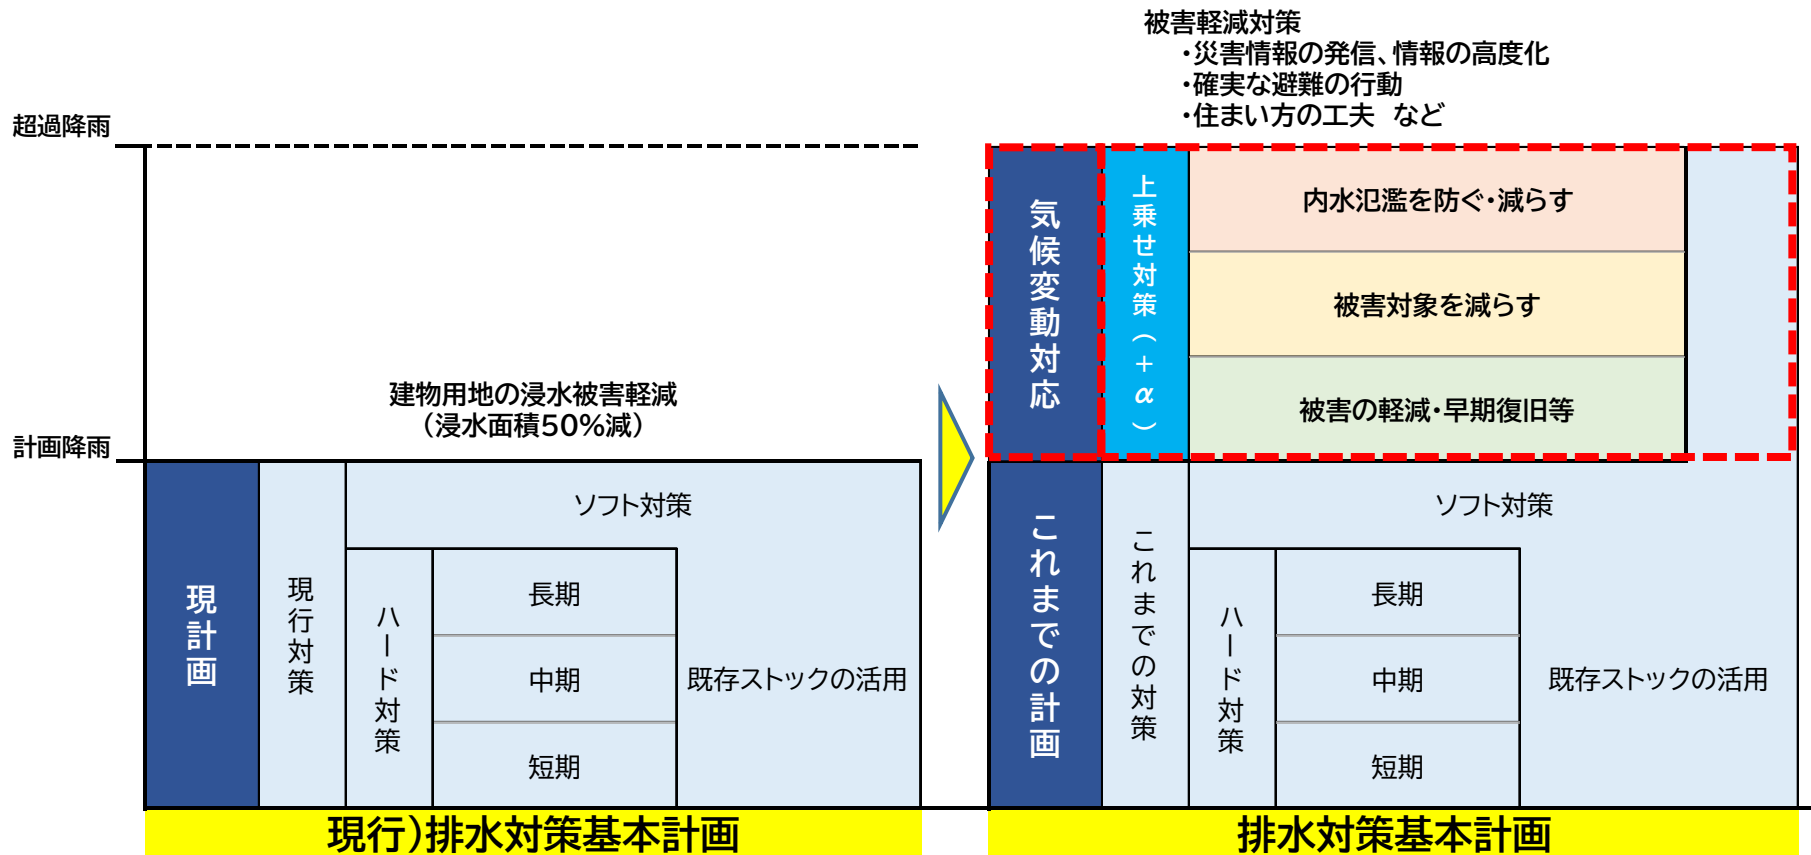 被害軽減対策
・災害情報の発信、情報の高度化
・確実な避難の行動
・住まい方の工夫 など
超過降雨
計画降雨
建物用地の浸水被害軽減
(浸水面積50%減)
現計画
現行対策
ソフト対策
ハード対策
長期
中期
短期
既存ストックの活用
現行)排水対策基本計画
気候変動対応
上乗せ対策(+α)
内水氾濫を防ぐ・減らす
被害対象を減らす
被害の軽減・早期復旧等
これまでの計画
これまでの対策
ソフト対策
ハード対策
長期
中期
短期
既存ストックの活用
排水対策基本計画